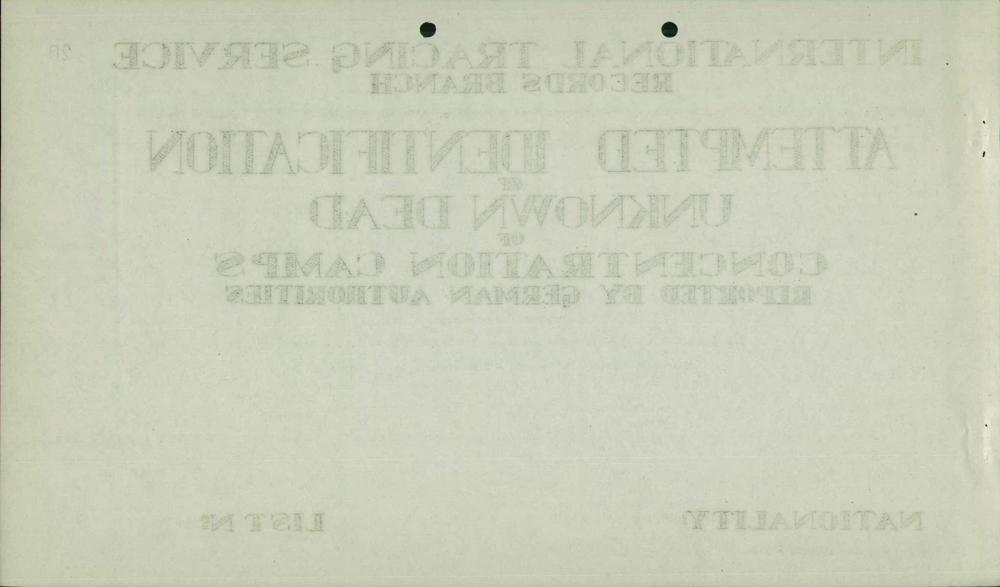 INTERNATIONAL TRACING SERVICE
RECORDS BRANCH
ATTEMPTED IDENTIFICATION
OF
UNKNOWN DEAD
OF
CONCENTRATION CAMPS
REPORTED BY GERMAN AUTHORITIES
NATIONALITY LIST Nº